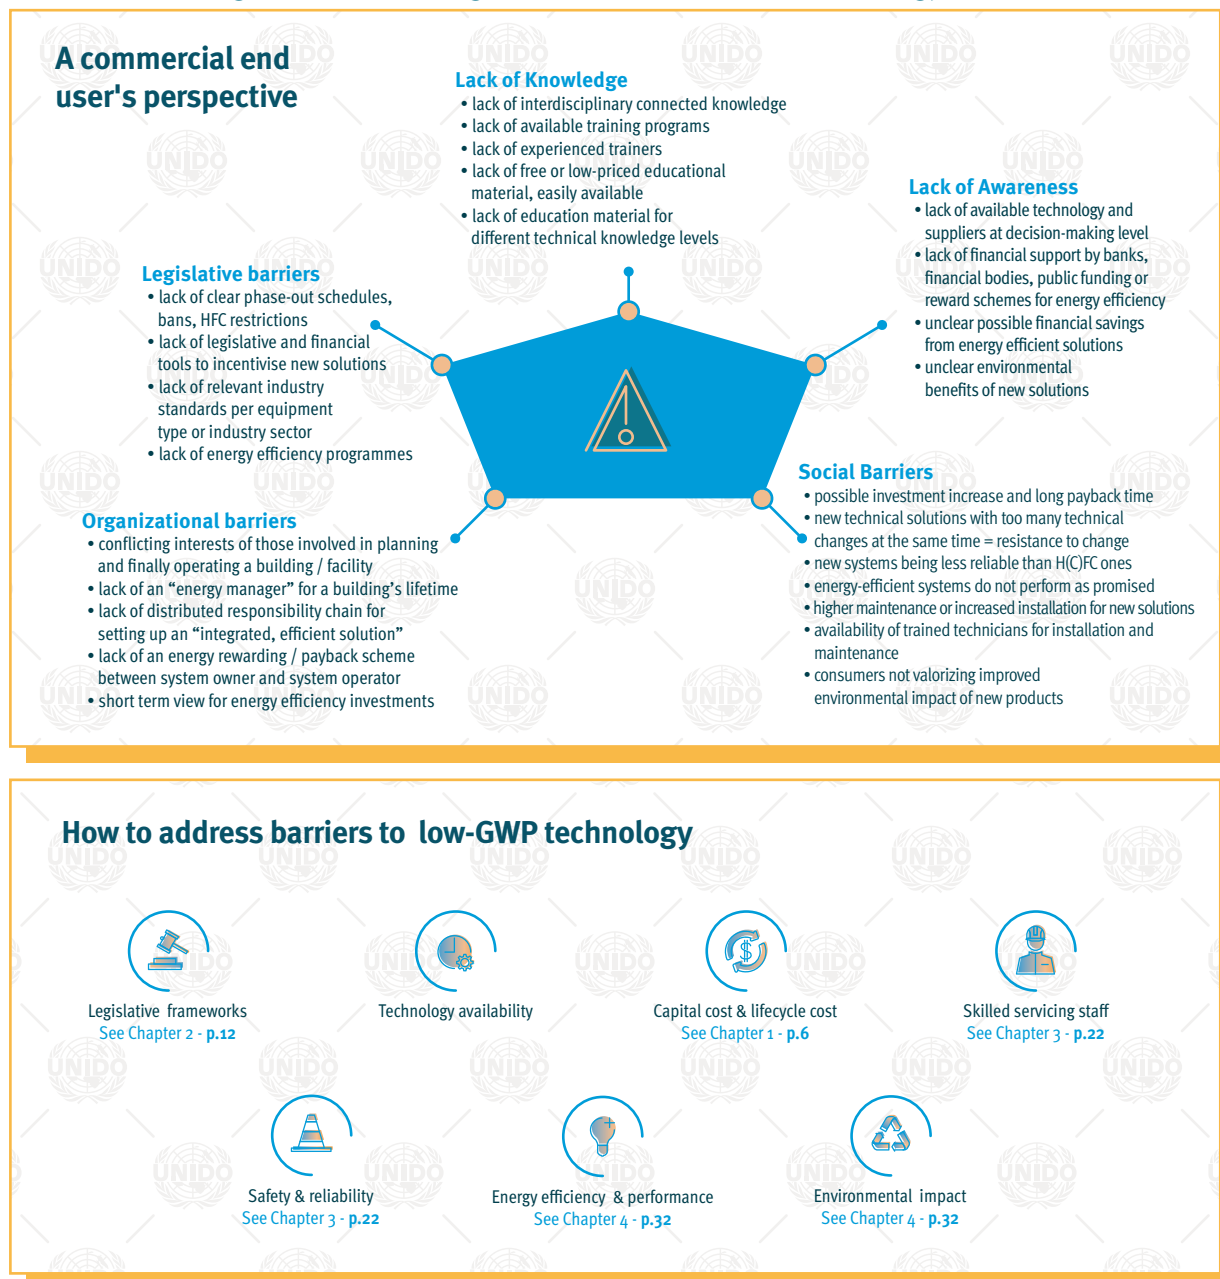 A commercial end
user's perspective
Lack of Knowledge
• lack of interdisciplinary connected knowledge
• lack of available training programs
• lack of experienced trainers
• lack of free or low-priced educational
material, easily available
• lack of education material for
different technical knowledge levels
Lack of Awareness
• lack of available technology and
suppliers at decision-making level
• lack of financial support by banks,
financial bodies, public funding or
reward schemes for energy efficiency
• unclear possible financial savings
from energy efficient solutions
• unclear environmental
benefits of new solutions
Legislative barriers
• lack of clear phase-out schedules,
bans, HFC restrictions
• lack of legislative and financial
tools to incentivise new solutions
• lack of relevant industry
standards per equipment
type or industry sector
• lack of energy efficiency programmes
Social Barriers
• possible investment increase and long payback time
• new technical solutions with too many technical
changes at the same time = resistance to change
• new systems being less reliable than H(C)FC ones
• energy-efficient systems do not perform as promised
• higher maintenance or increased installation for new solutions
• availability of trained technicians for installation and
maintenance
• consumers not valorizing improved
environmental impact of new products
Organizational barriers
• conflicting interests of those involved in planning
and finally operating a building / facility
• lack of an “energy manager” for a building’s lifetime
• lack of distributed responsibility chain for
setting up an “integrated, efficient solution”
• lack of an energy rewarding / payback scheme
between system owner and system operator
• short term view for energy efficiency investments
How to address barriers to low-GWP technology
Legislative frameworks
See Chapter 2 - p.12
Technology availability
Capital cost & lifecycle cost
See Chapter 1 - p.6
Skilled servicing staff
See Chapter 3 - p.22
Safety & reliability
See Chapter 3 - p.22
Energy efficiency & performance
See Chapter 4 - p.32
Environmental impact
See Chapter 4 - p.32
UNIDO